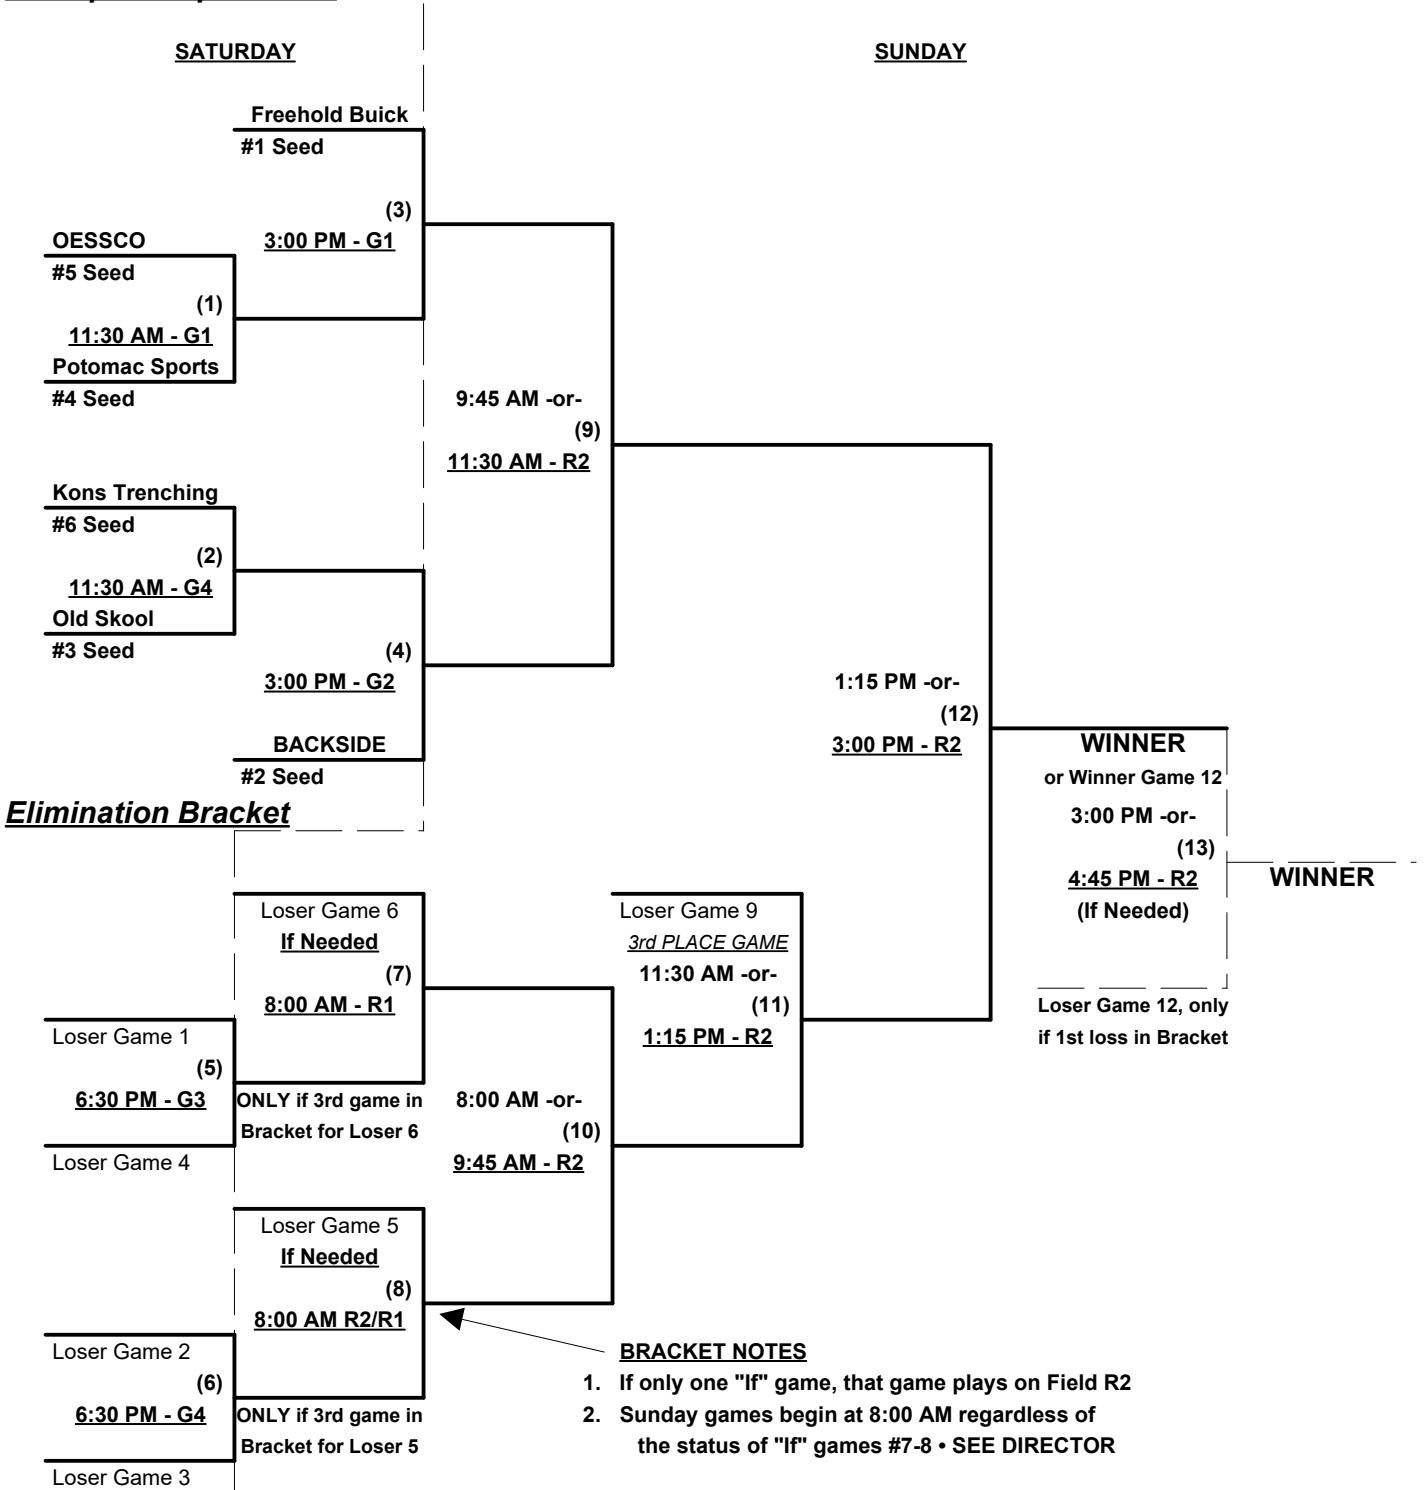 SATURDAY
SUNDAY
Freehold Buick
#1 Seed
(3)
3:00 PM - G1
OESSCO
#5 Seed
(1)
11:30 AM - G1
Potomac Sports
#4 Seed
9:45 AM -or-
(9)
11:30 AM - R2
Kons Trenching
#6 Seed
(2)
11:30 AM - G4
Old Skool
#3 Seed
(4)
3:00 PM - G2
BACKSIDE
#2 Seed
1:15 PM -or-
(12)
3:00 PM - R2
WINNER
or Winner Game 12
3:00 PM -or-
(13)
4:45 PM - R2
(If Needed)
WINNER
Loser Game 12, only
if 1st loss in Bracket
Elimination Bracket
Loser Game 6
If Needed
(7)
8:00 AM - R1
Loser Game 9
3rd PLACE GAME
11:30 AM -or-
(11)
1:15 PM - R2
Loser Game 1
(5)
6:30 PM - G3
Loser Game 4
ONLY if 3rd game in
Bracket for Loser 6
8:00 AM -or-
(10)
9:45 AM - R2
Loser Game 5
If Needed
(8)
8:00 AM R2/R1
Loser Game 2
(6)
6:30 PM - G4
Loser Game 3
ONLY if 3rd game in
Bracket for Loser 5
BRACKET NOTES
1. If only one "If" game, that game plays on Field R2
2. Sunday games begin at 8:00 AM regardless of
the status of "If" games #7-8 • SEE DIRECTOR